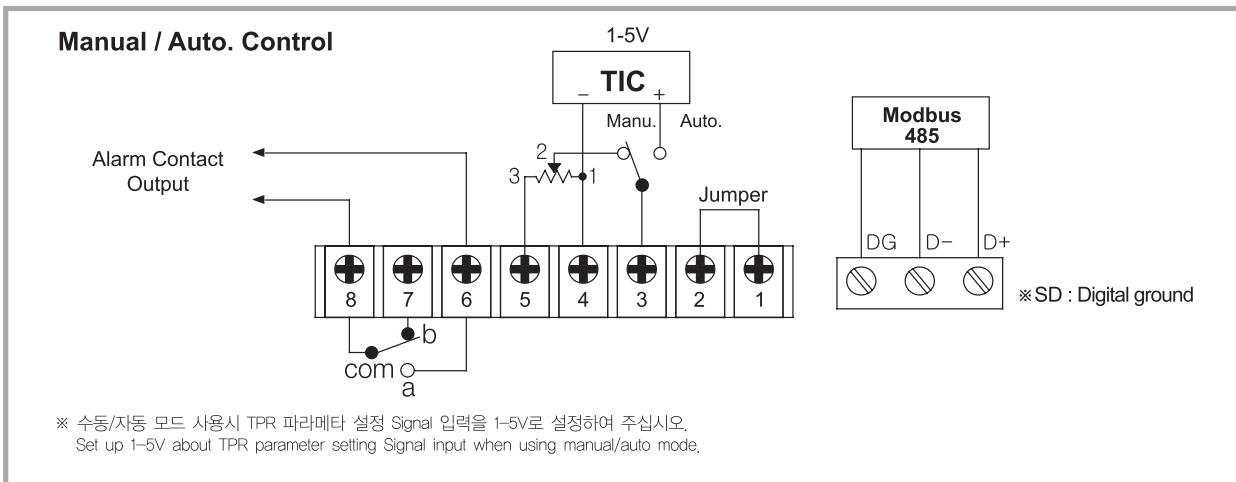 Manual / Auto. Control
1-5V
TIC
− +
Manu. Auto.
Alarm Contact
Output
2
3 1
Jumper
8 7 6 5 4 3 2 1
b
com
a
Modbus
485
DG D− D+
※SD : Digital ground
※ 수동/자동 모드 사용시 TPR 파라메타 설정 Signal 입력을 1-5V로 설정하여 주십시오.
Set up 1-5V about TPR parameter setting Signal input when using manual/auto mode.